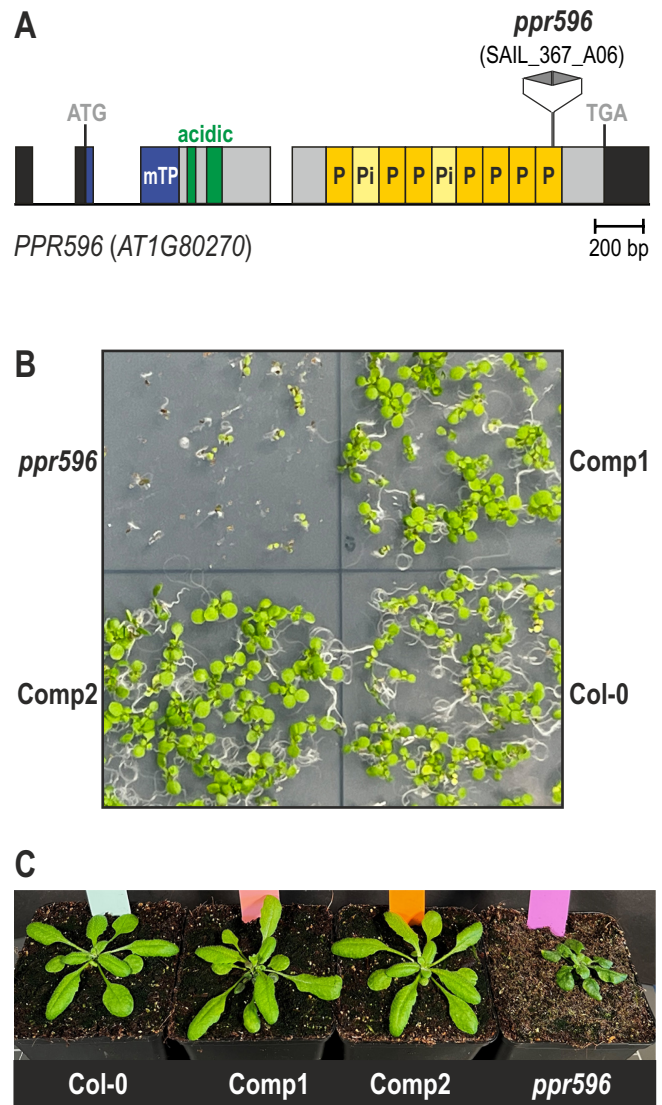 A
ppr596
(SAIL_367_A06)
ATG
acidic
TGA
mTP
P Pi P P Pi P P P P
200 bp
PPR596 (AT1G80270)
B
ppr596
Comp1
Comp2
Col-0
C
Col-0 Comp1 Comp2 ppr596